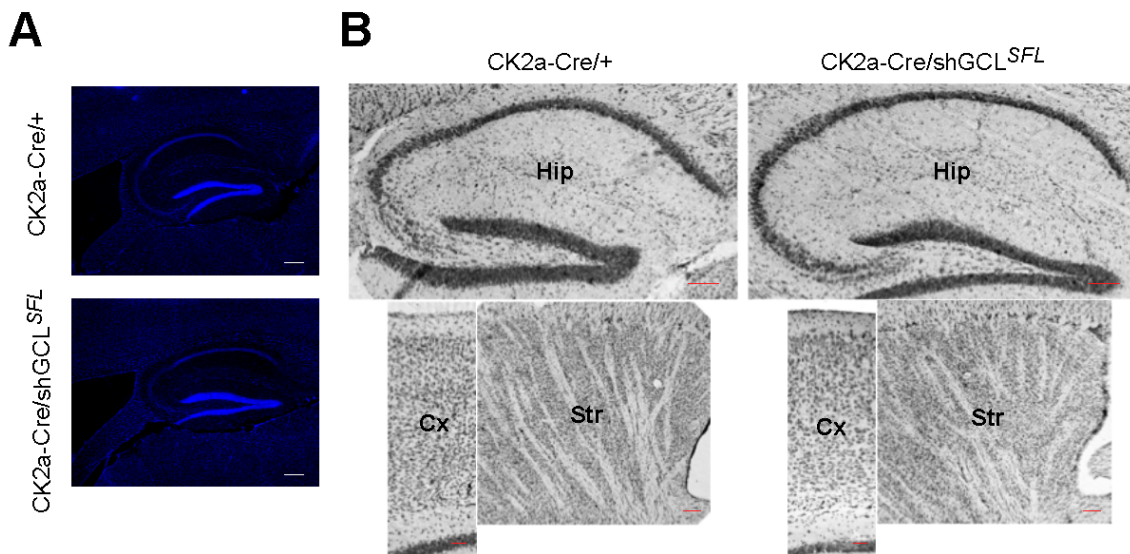 A
CK2a-Cre/+
CK2a-Cre/shGCL^SFL
B
CK2a-Cre/+
CK2a-Cre/shGCL^SFL
Hip
Hip
Cx
Str
Cx
Str